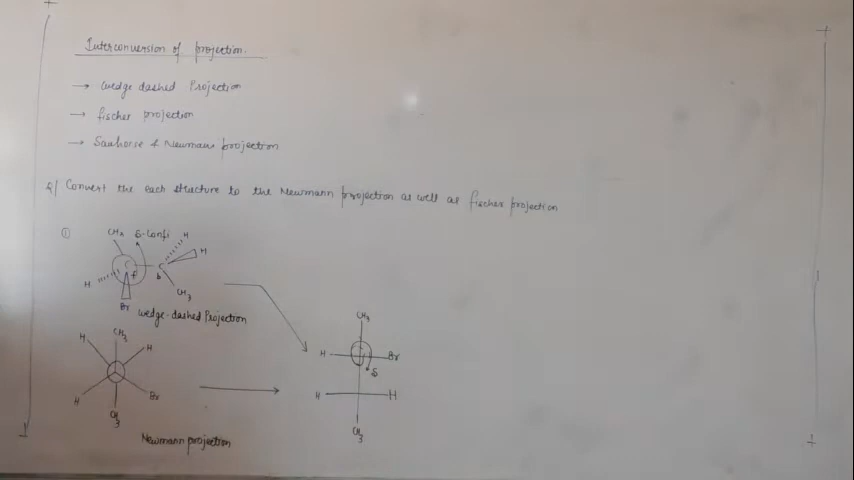 Interconversion of projection.
→ wedge dashed Projection
→ fischer projection
→ Sawhorse & Newmann projection
Q/ Convert the each structure to the Newmann projection as well as fischer projection
①
CH₃ S-Confi H
H
C f b C
H
CH₃
Br
wedge-dashed Projection
CH₃
H CH₃ H
H Br
S
H Br
H H
CH₃
CH₃
Newmann projection